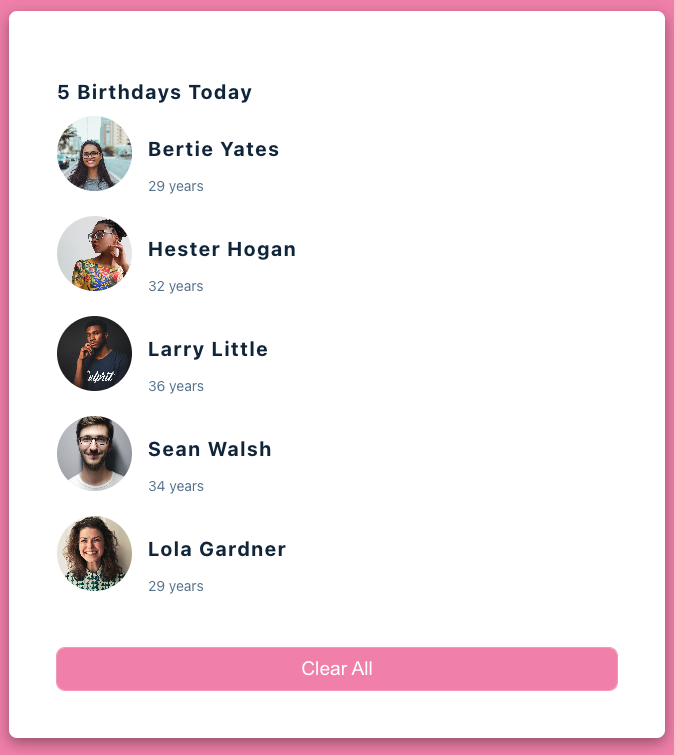 5 Birthdays Today
Bertie Yates
29 years
Hester Hogan
32 years
Larry Little
36 years
Sean Walsh
34 years
Lola Gardner
29 years
Clear All